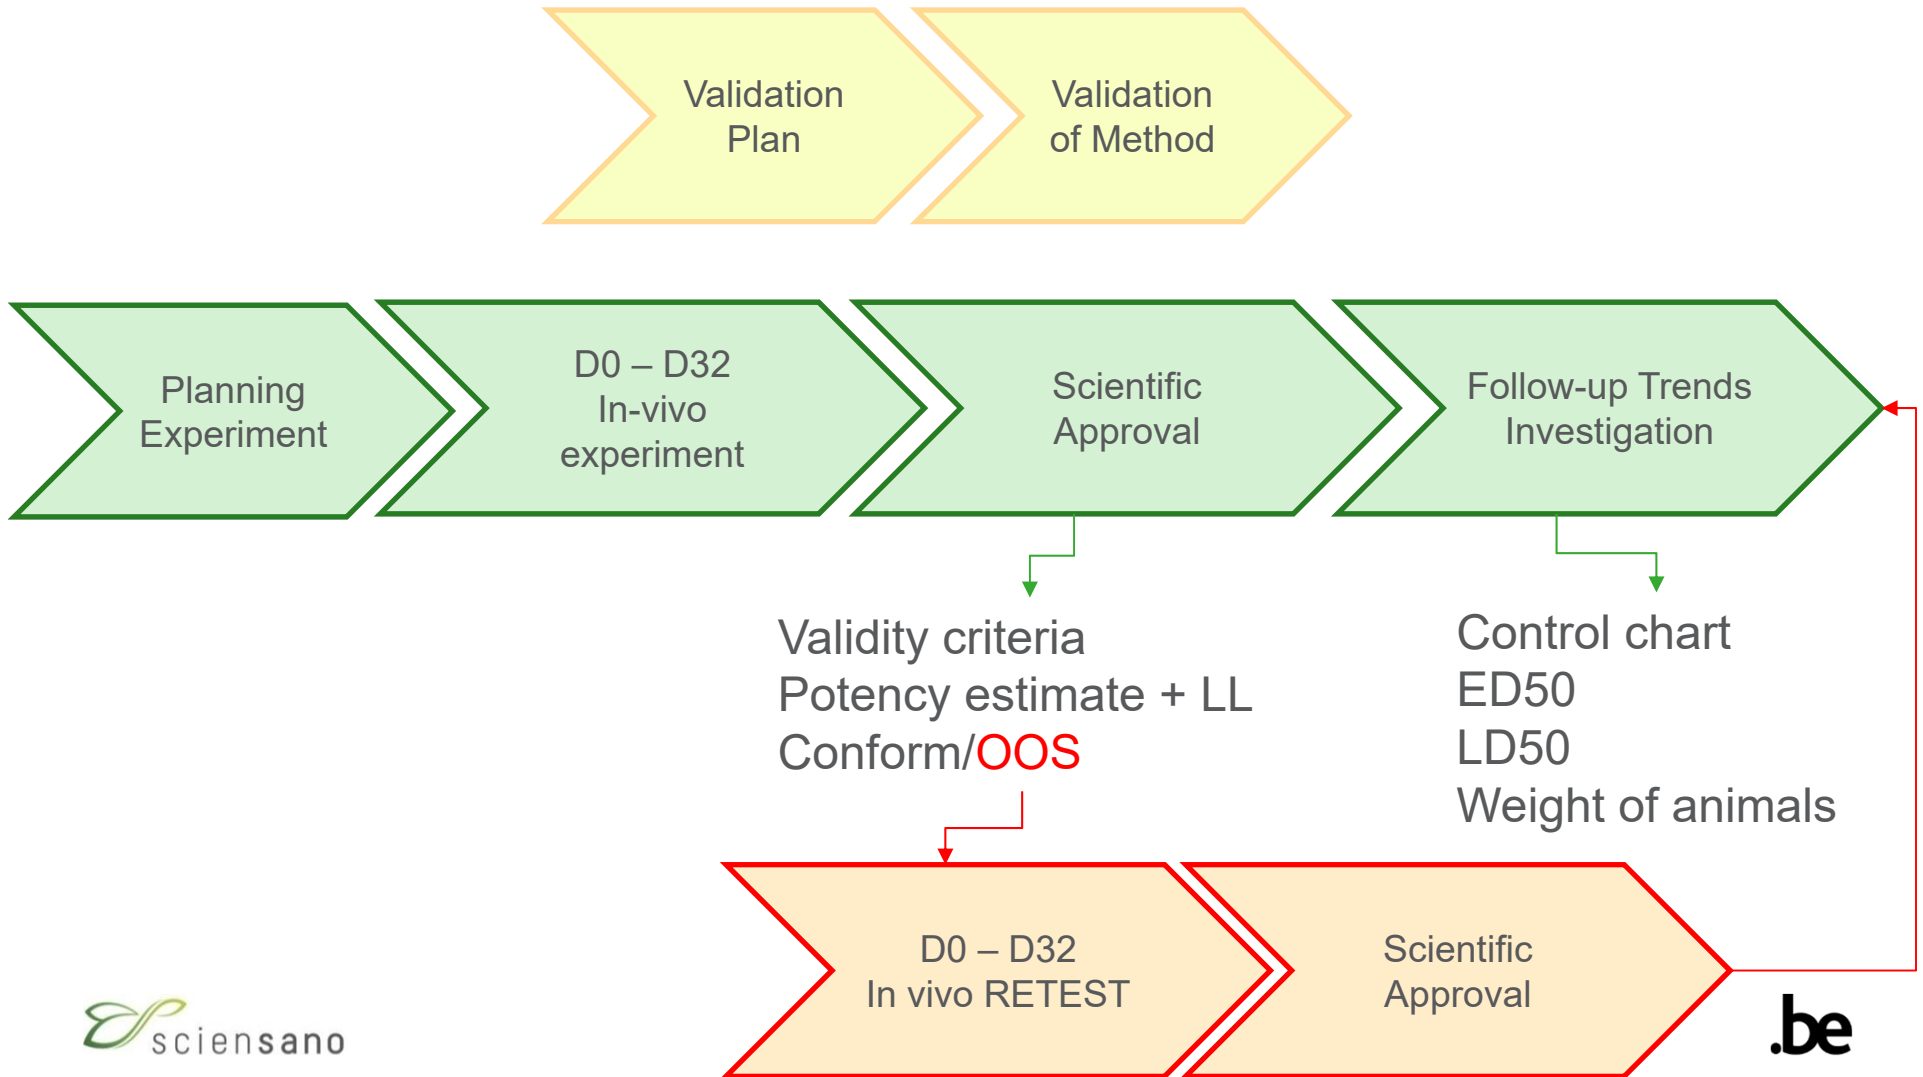 Validation
Plan
Validation
of Method
Planning
Experiment
D0 – D32
In-vivo
experiment
Scientific
Approval
Follow-up Trends
Investigation
Validity criteria
Potency estimate + LL
Conform/OOS
Control chart
ED50
LD50
Weight of animals
D0 – D32
In vivo RETEST
Scientific
Approval
sciensano
.be